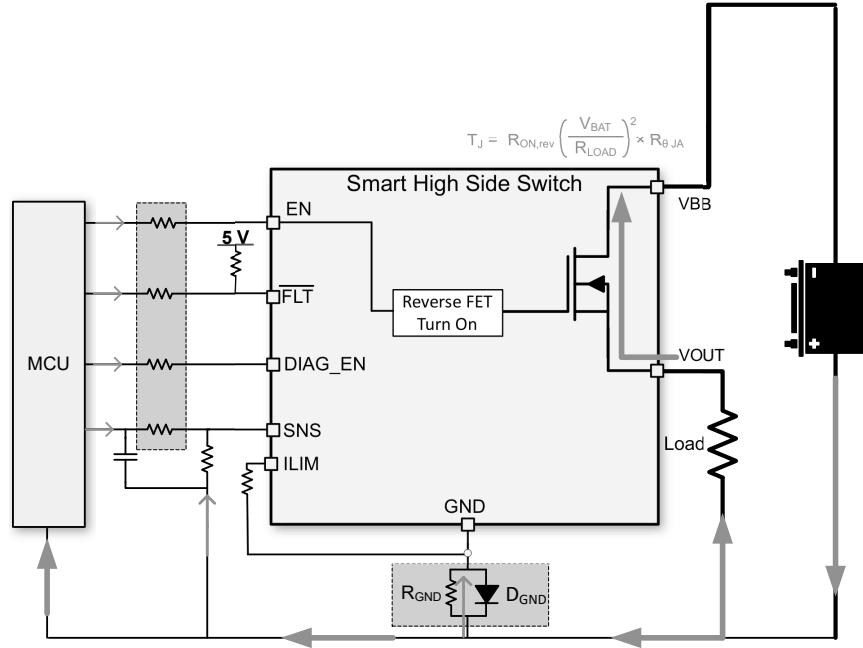 T_J = R_ON,rev (V_BAT / R_LOAD)^2 × R_θJA
Smart High Side Switch
VBB
EN
5 V
FLT
Reverse FET
Turn On
-
+
MCU
DIAG_EN
VOUT
SNS
Load
ILIM
GND
R_GND
D_GND